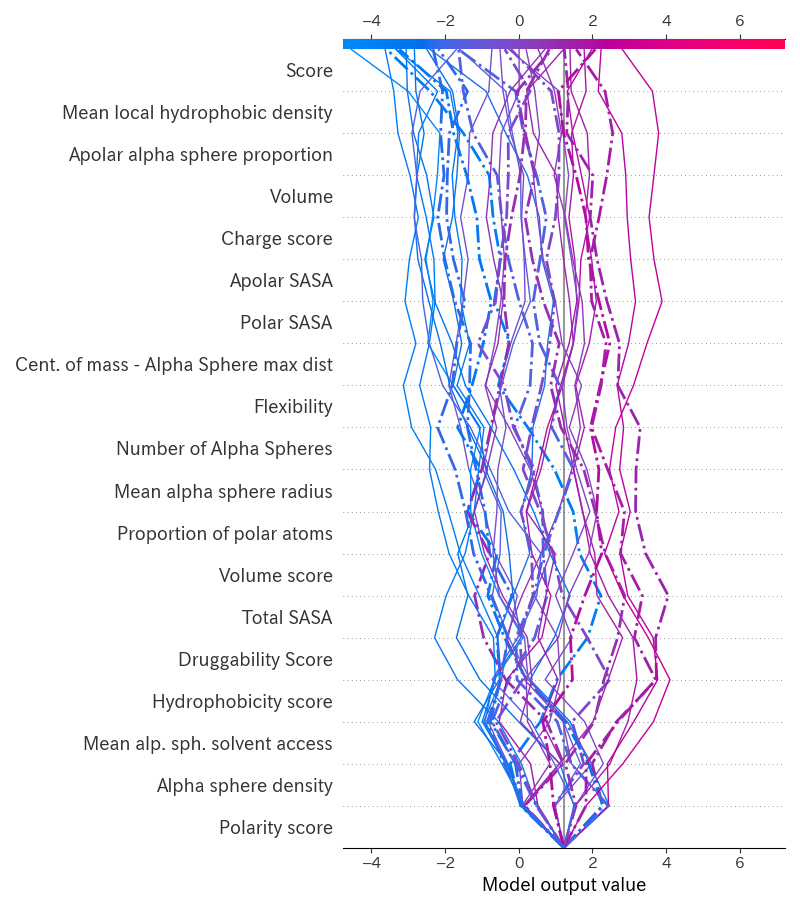 −4 −2 0 2 4 6
Score
Mean local hydrophobic density
Apolar alpha sphere proportion
Volume
Charge score
Apolar SASA
Polar SASA
Cent. of mass - Alpha Sphere max dist
Flexibility
Number of Alpha Spheres
Mean alpha sphere radius
Proportion of polar atoms
Volume score
Total SASA
Druggability Score
Hydrophobicity score
Mean alp. sph. solvent access
Alpha sphere density
Polarity score
−4 −2 0 2 4 6
Model output value